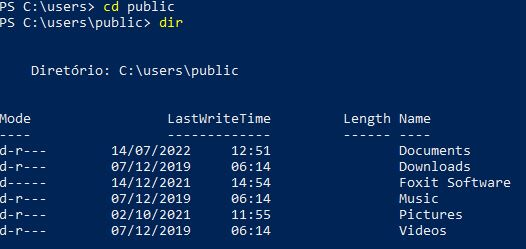 PS C:\users> cd public
PS C:\users\public> dir
Diretório: C:\users\public
Mode LastWriteTime Length Name
---- ------------- ------ ----
d-r--- 14/07/2022 12:51 Documents
d-r--- 07/12/2019 06:14 Downloads
d----- 14/12/2021 14:54 Foxit Software
d-r--- 07/12/2019 06:14 Music
d-r--- 02/10/2021 11:55 Pictures
d-r--- 07/12/2019 06:14 Videos